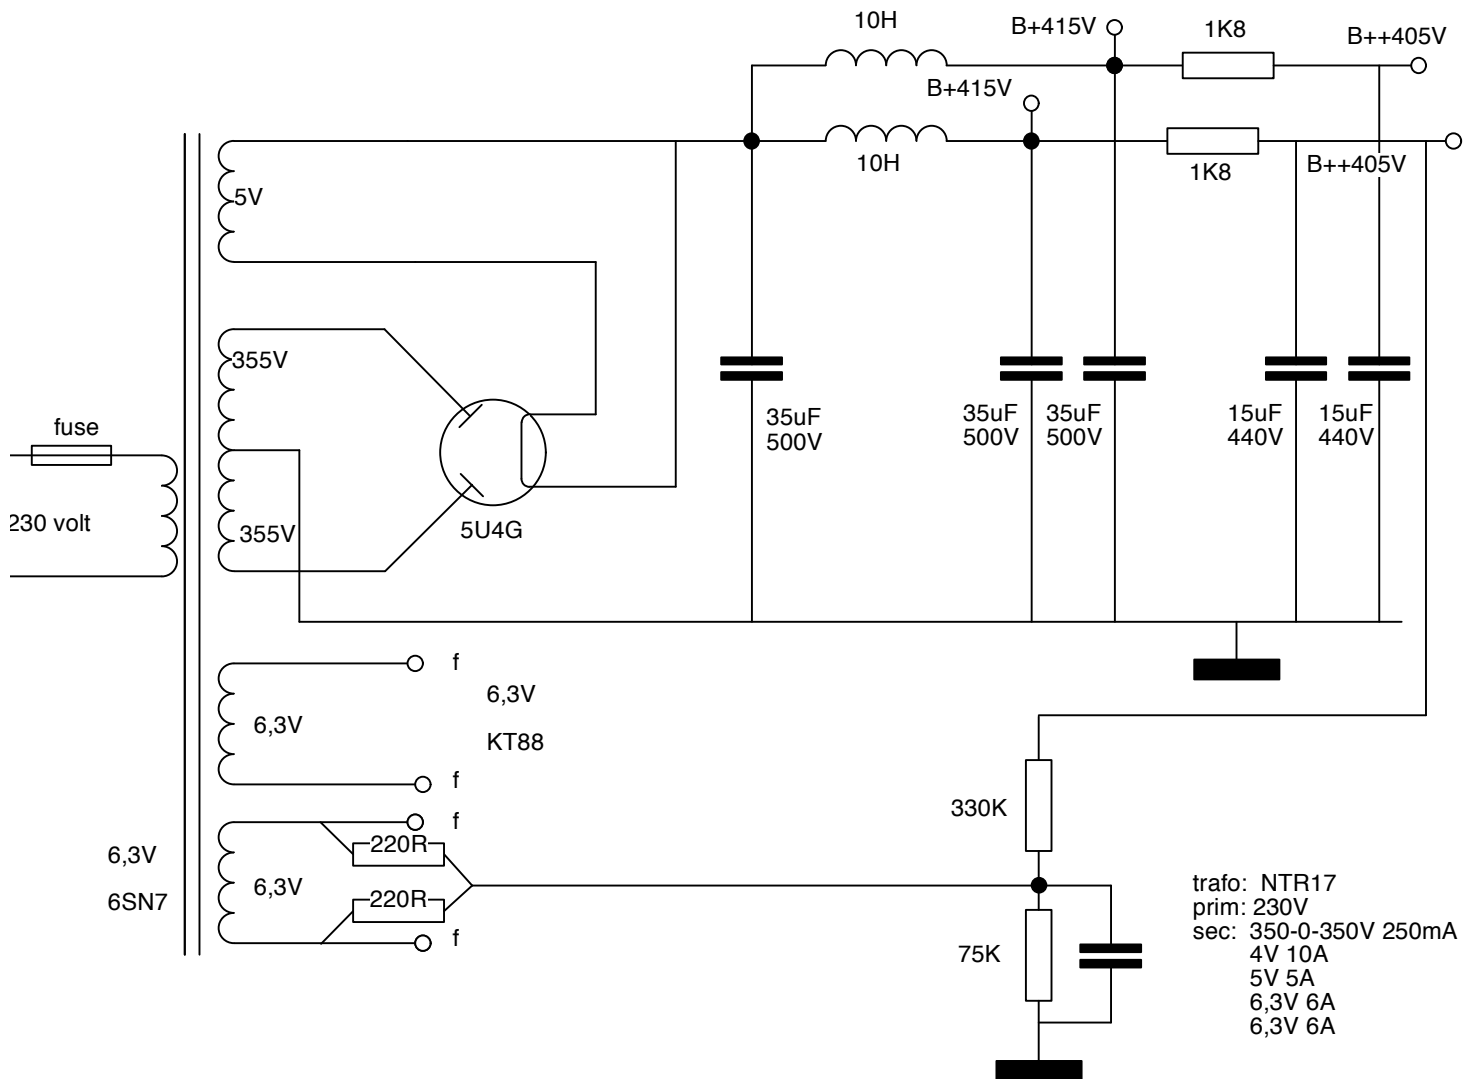 10H
B+415V
1K8
B++405V
B+415V
10H
1K8
B++405V
5V
355V
fuse
230 volt
355V
5U4G
35uF
500V
35uF
500V
35uF
500V
15uF
440V
15uF
440V
f
6,3V
6,3V
KT88
f
f
220R
330K
6,3V
6SN7
6,3V
220R
f
75K
trafo: NTR17
prim: 230V
sec: 350-0-350V 250mA
4V 10A
5V 5A
6,3V 6A
6,3V 6A